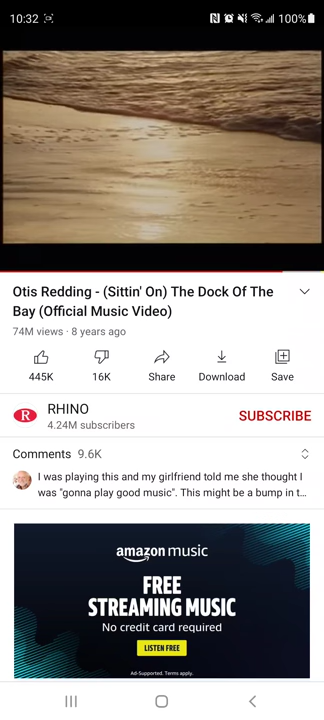 10:32
100%
Otis Redding - (Sittin' On) The Dock Of The
Bay (Official Music Video)
74M views · 8 years ago
445K
16K
Share
Download
Save
R
RHINO
4.24M subscribers
SUBSCRIBE
Comments 9.6K
I was playing this and my girlfriend told me she thought I
was "gonna play good music". This might be a bump in t...
amazon music
FREE
STREAMING MUSIC
No credit card required
LISTEN FREE
Ad-Supported. Terms apply.